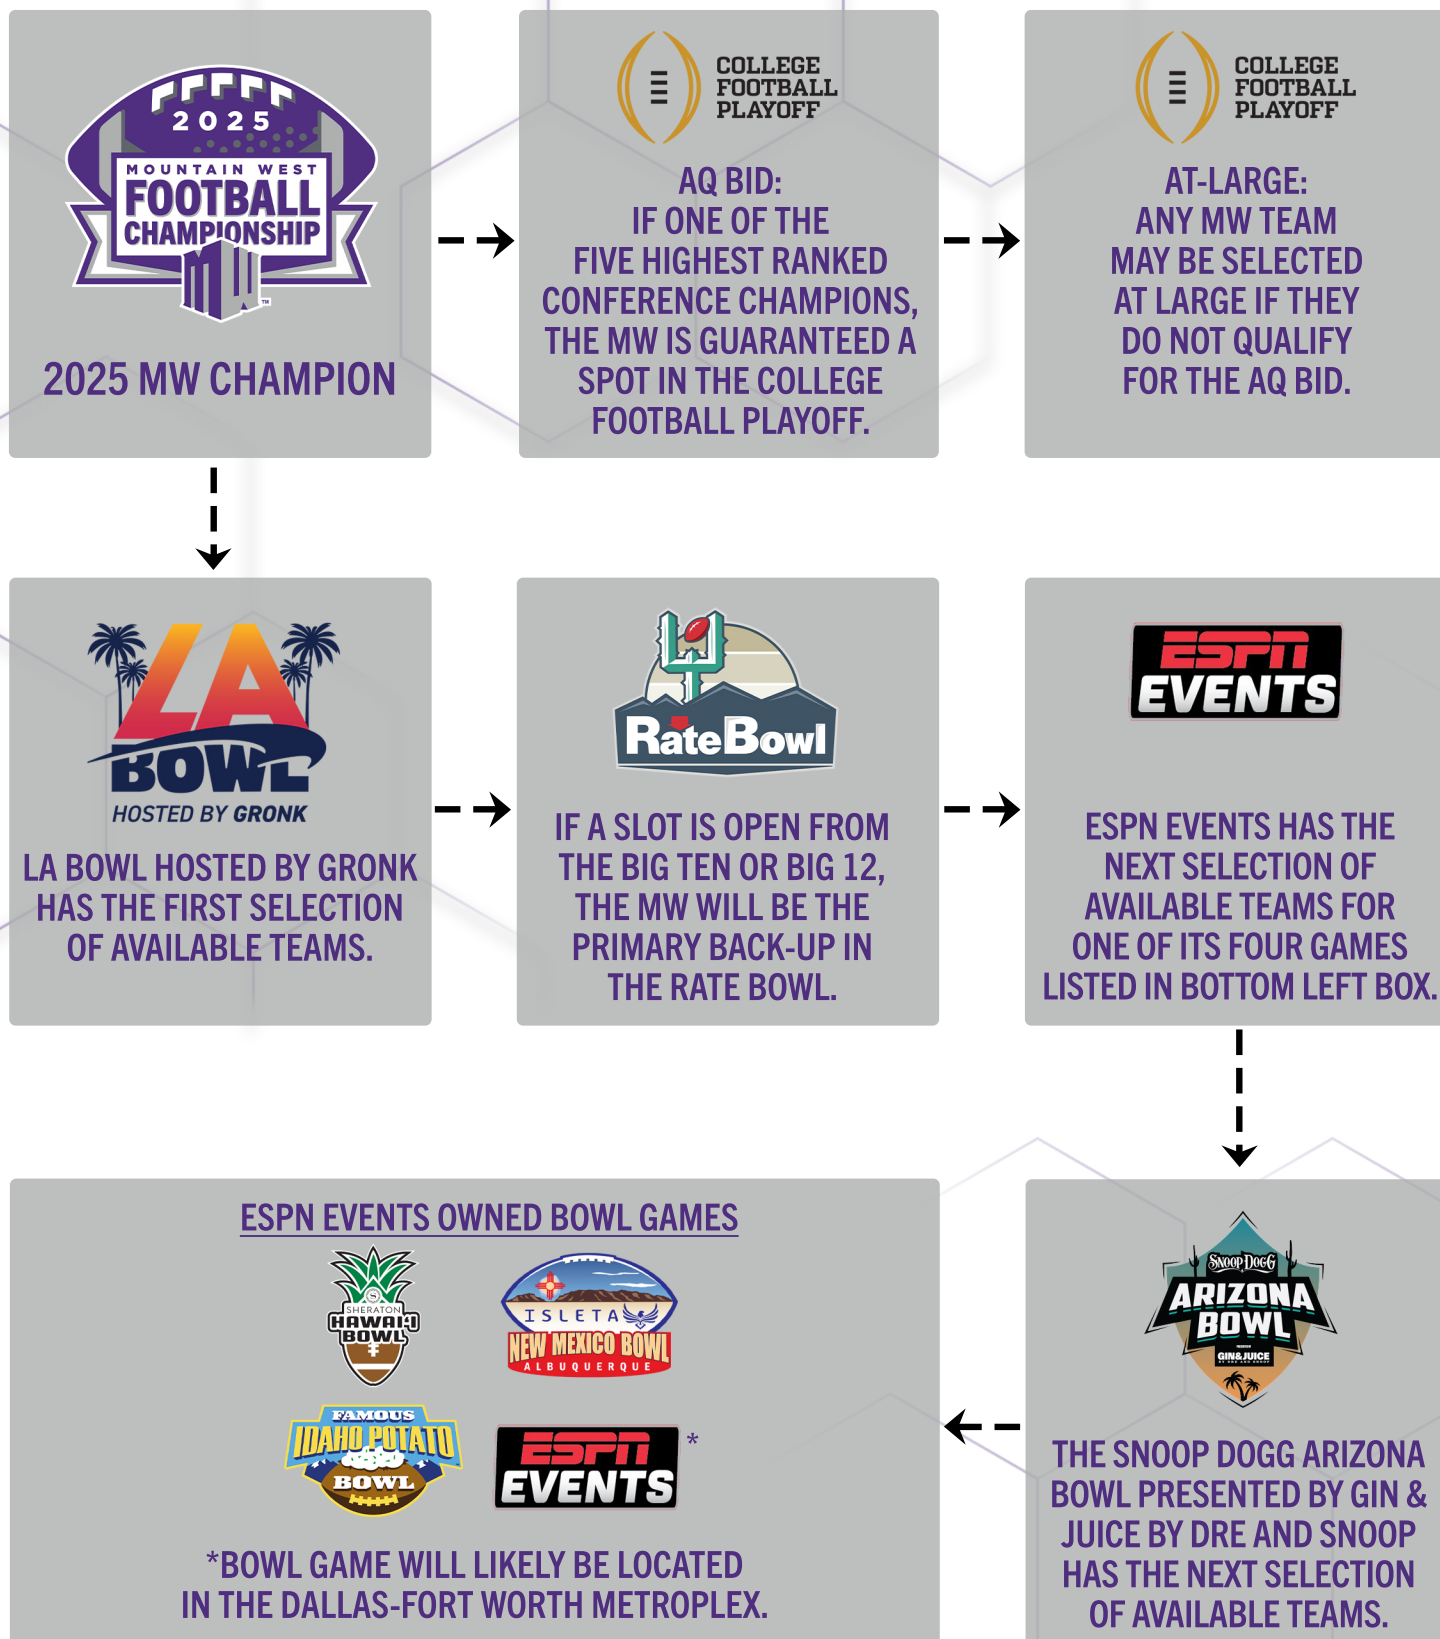 2025
MOUNTAIN WEST
FOOTBALL
CHAMPIONSHIP
MW
TM
2025 MW CHAMPION
COLLEGE
FOOTBALL
PLAYOFF
AQ BID:
IF ONE OF THE
FIVE HIGHEST RANKED
CONFERENCE CHAMPIONS,
THE MW IS GUARANTEED A
SPOT IN THE COLLEGE
FOOTBALL PLAYOFF.
COLLEGE
FOOTBALL
PLAYOFF
AT-LARGE:
ANY MW TEAM
MAY BE SELECTED
AT LARGE IF THEY
DO NOT QUALIFY
FOR THE AQ BID.
LA
BOWL
HOSTED BY GRONK
LA BOWL HOSTED BY GRONK
HAS THE FIRST SELECTION
OF AVAILABLE TEAMS.
RateBowl
IF A SLOT IS OPEN FROM
THE BIG TEN OR BIG 12,
THE MW WILL BE THE
PRIMARY BACK-UP IN
THE RATE BOWL.
ESPN
EVENTS
ESPN EVENTS HAS THE
NEXT SELECTION OF
AVAILABLE TEAMS FOR
ONE OF ITS FOUR GAMES
LISTED IN BOTTOM LEFT BOX.
ESPN EVENTS OWNED BOWL GAMES
S
SHERATON
HAWAI'I
BOWL
ISLETA
NEW MEXICO BOWL
ALBUQUERQUE
FAMOUS
IDAHO POTATO
BOWL
ESPN
EVENTS
*
*BOWL GAME WILL LIKELY BE LOCATED
IN THE DALLAS-FORT WORTH METROPLEX.
SNOOP DOGG
ARIZONA
BOWL
GIN & JUICE
BY DRE AND SNOOP
THE SNOOP DOGG ARIZONA
BOWL PRESENTED BY GIN &
JUICE BY DRE AND SNOOP
HAS THE NEXT SELECTION
OF AVAILABLE TEAMS.